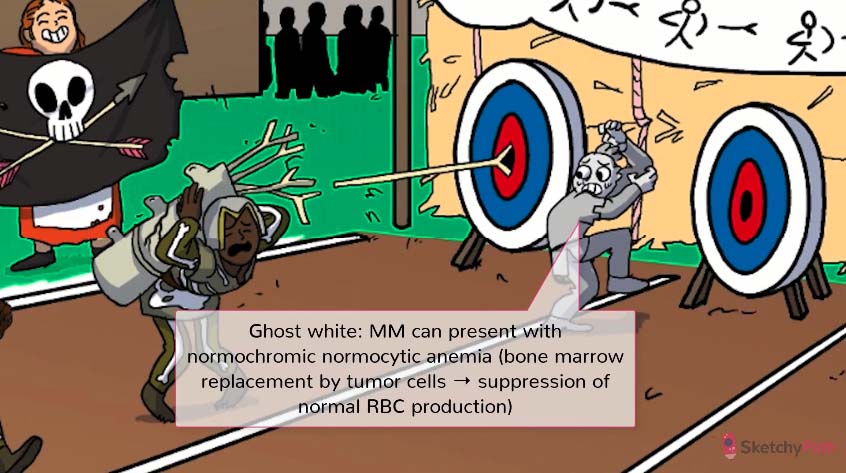 Ghost white: MM can present with
normochromic normocytic anemia (bone marrow
replacement by tumor cells → suppression of
normal RBC production)
SketchyPath